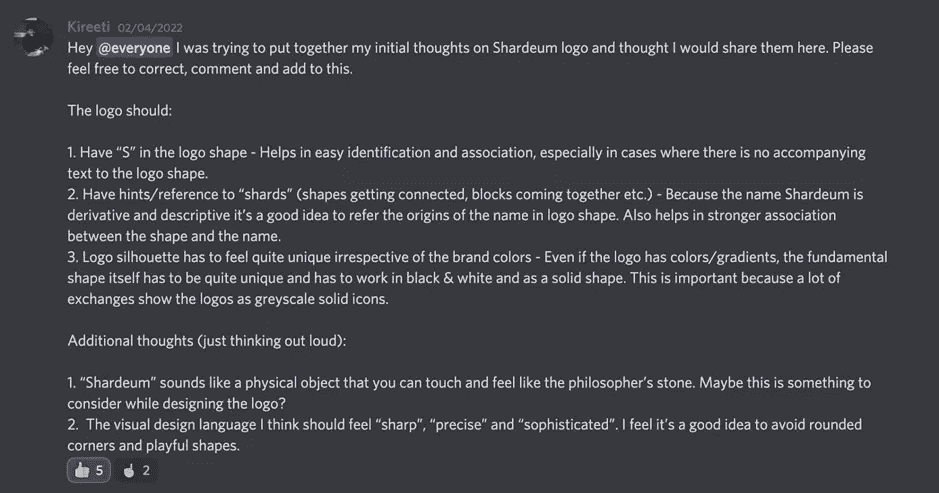 Kireeti 02/04/2022
Hey @everyone I was trying to put together my initial thoughts on Shardeum logo and thought I would share them here. Please
feel free to correct, comment and add to this.
The logo should:
1. Have “S” in the logo shape - Helps in easy identification and association, especially in cases where there is no accompanying
text to the logo shape.
2. Have hints/reference to “shards” (shapes getting connected, blocks coming together etc.) - Because the name Shardeum is
derivative and descriptive it’s a good idea to refer the origins of the name in logo shape. Also helps in stronger association
between the shape and the name.
3. Logo silhouette has to feel quite unique irrespective of the brand colors - Even if the logo has colors/gradients, the fundamental
shape itself has to be quite unique and has to work in black & white and as a solid shape. This is important because a lot of
exchanges show the logos as greyscale solid icons.
Additional thoughts (just thinking out loud):
1. “Shardeum” sounds like a physical object that you can touch and feel like the philosopher’s stone. Maybe this is something to
consider while designing the logo?
2. The visual design language I think should feel “sharp”, “precise” and “sophisticated”. I feel it’s a good idea to avoid rounded
corners and playful shapes.
5 2